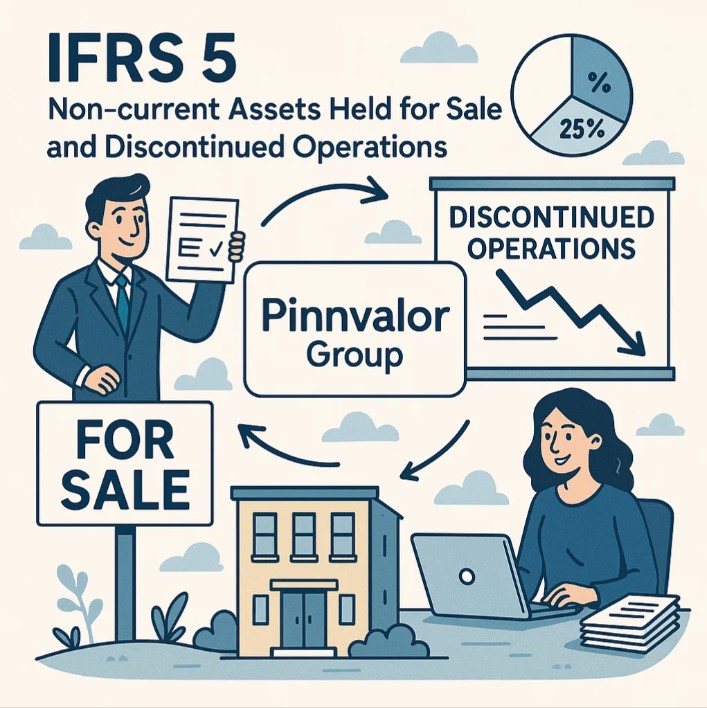 IFRS 5
Non-current Assets Held for Sale
and Discontinued Operations
%
25%
DISCONTINUED
OPERATIONS
Pinnvalor
Group
FOR
SALE